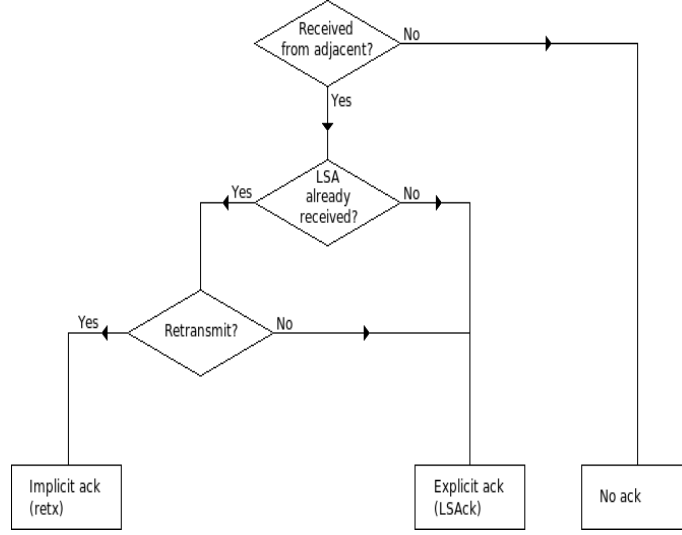 Received
from adjacent?
No
Yes
LSA
already
received?
Yes
No
Retransmit?
Yes
No
Implicit ack
(retx)
Explicit ack
(LSAck)
No ack